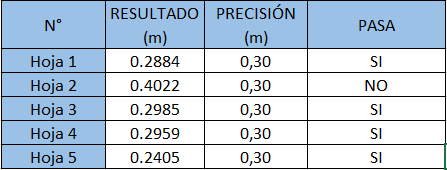 N° RESULTADO (m) PRECISIÓN (m) PASA
Hoja 1 0.2884 0,30 SI
Hoja 2 0.4022 0,30 NO
Hoja 3 0.2985 0,30 SI
Hoja 4 0.2959 0,30 SI
Hoja 5 0.2405 0,30 SI